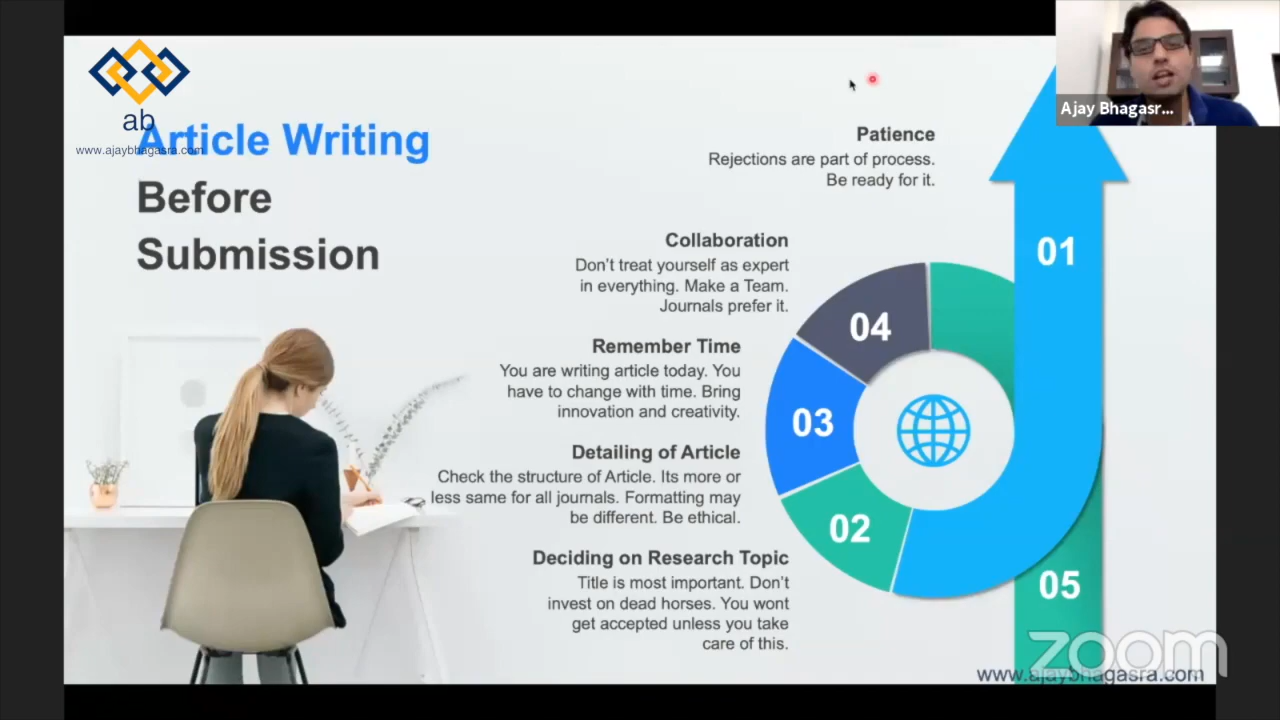 ab
www.ajaybhagasra.com
Article Writing
Before
Submission
Ajay Bhagasr...
Patience
Rejections are part of process.
Be ready for it.
Collaboration
Don't treat yourself as expert
in everything. Make a Team.
Journals prefer it.
Remember Time
You are writing article today. You
have to change with time. Bring
innovation and creativity.
Detailing of Article
Check the structure of Article. Its more or
less same for all journals. Formatting may
be different. Be ethical.
Deciding on Research Topic
Title is most important. Don't
invest on dead horses. You wont
get accepted unless you take
care of this.
01
04
03
02
05
zoom
www.ajaybhagasra.com